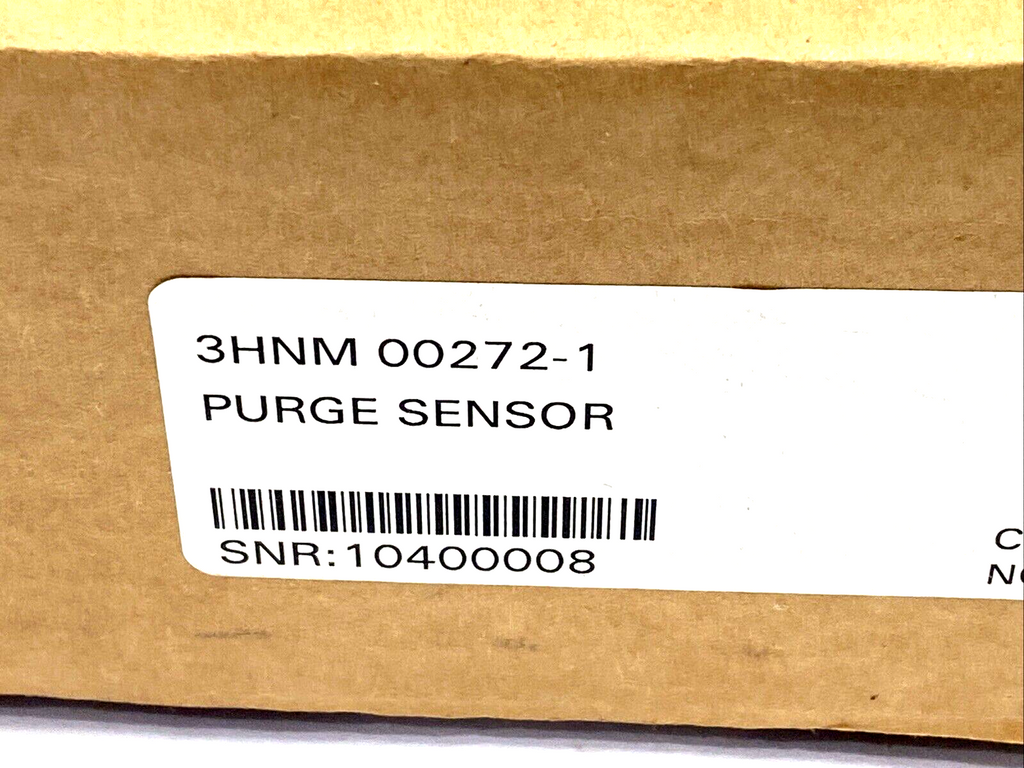 3HNM 00272-1
PURGE SENSOR
SNR:10400008